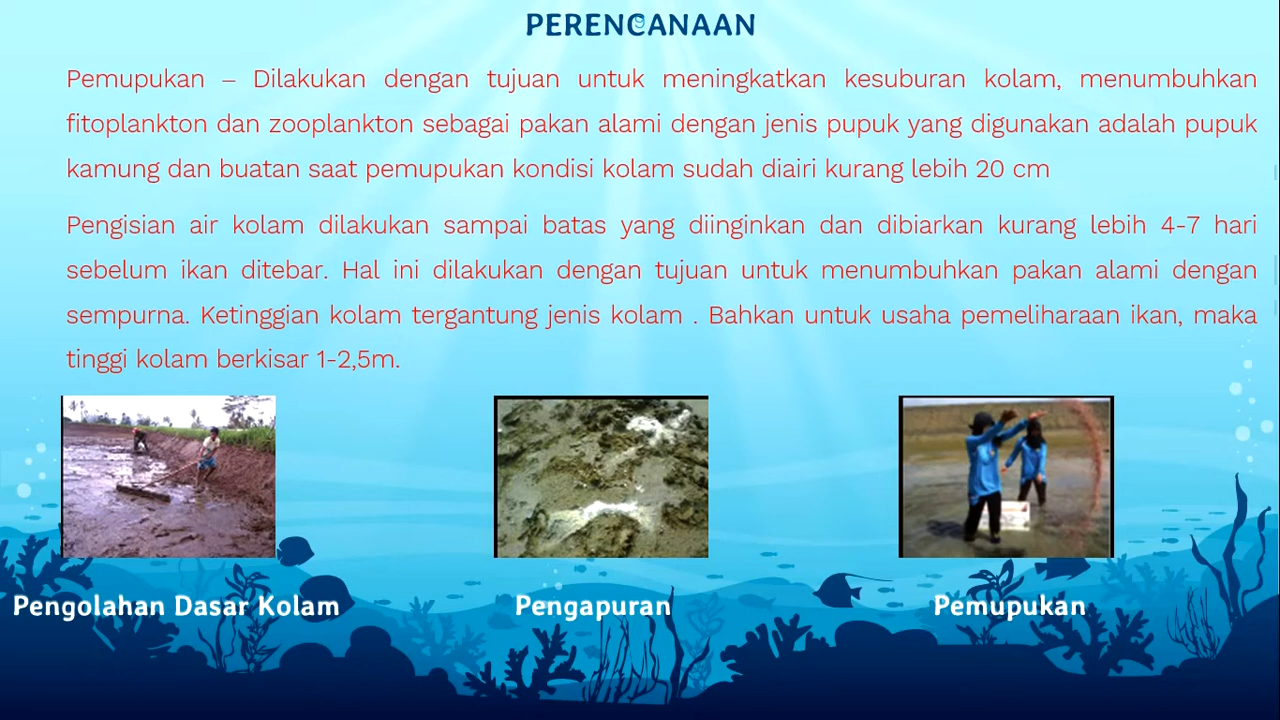 PERENCANAAN
Pemupukan – Dilakukan dengan tujuan untuk meningkatkan kesuburan kolam, menumbuhkan
fitoplankton dan zooplankton sebagai pakan alami dengan jenis pupuk yang digunakan adalah pupuk
kamung dan buatan saat pemupukan kondisi kolam sudah diairi kurang lebih 20 cm
Pengisian air kolam dilakukan sampai batas yang diinginkan dan dibiarkan kurang lebih 4-7 hari
sebelum ikan ditebar. Hal ini dilakukan dengan tujuan untuk menumbuhkan pakan alami dengan
sempurna. Ketinggian kolam tergantung jenis kolam . Bahkan untuk usaha pemeliharaan ikan, maka
tinggi kolam berkisar 1-2,5m.
Pengolahan Dasar Kolam
Pengapuran
Pemupukan